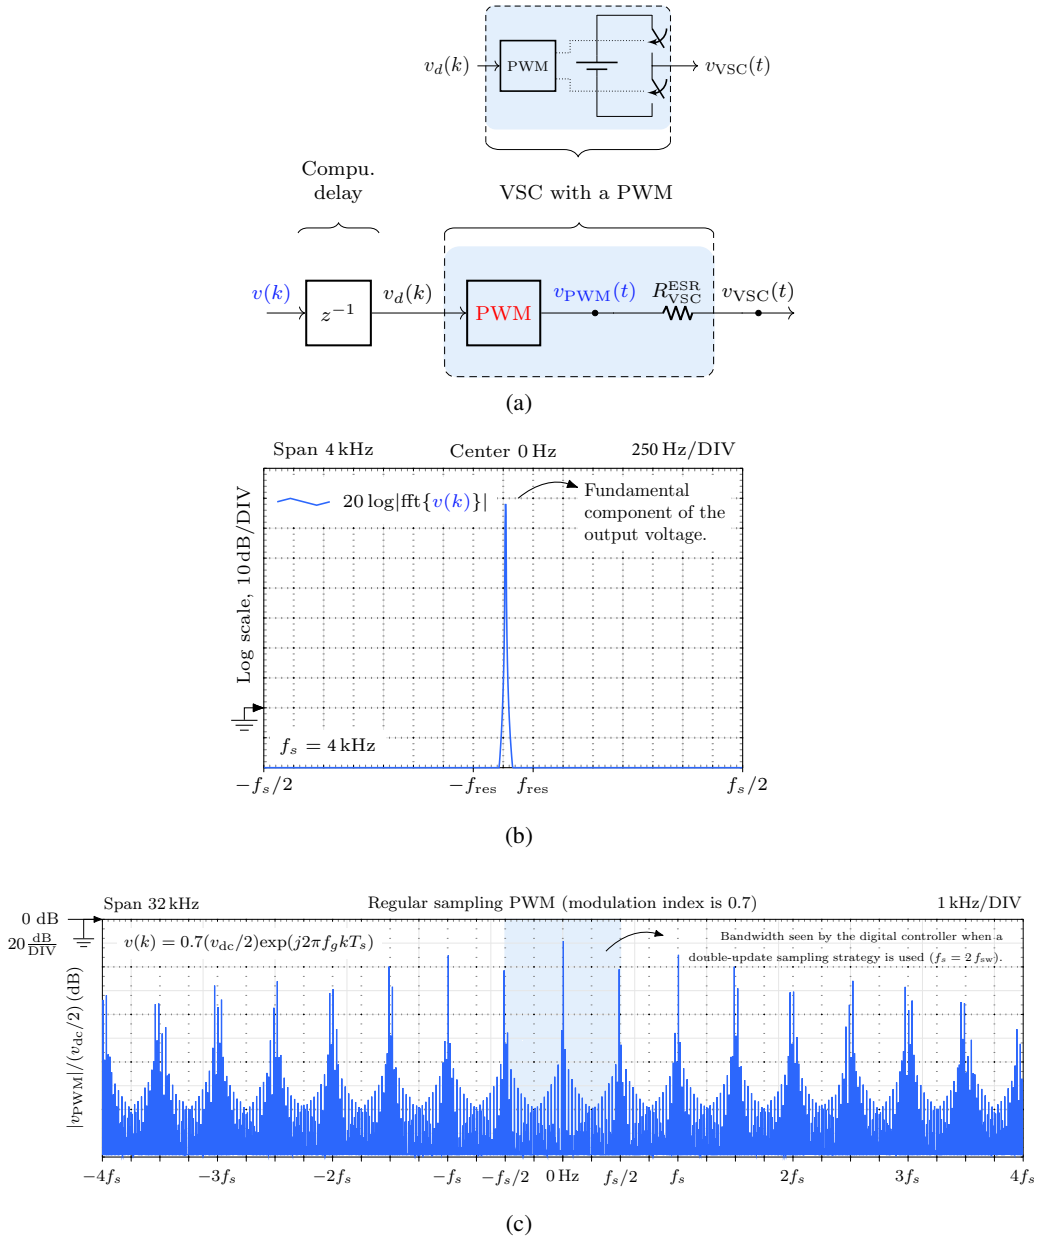 v_d(k)
PWM
v_VSC(t)
Compu.
delay
VSC with a PWM
v(k)
z^−1
v_d(k)
PWM
v_PWM(t)
R_VSC^ESR
v_VSC(t)
(a)
Span 4 kHz
Center 0 Hz
250 Hz/DIV
Log scale, 10 dB/DIV
20 log|fft{v(k)}|
Fundamental
component of the
output voltage.
f_s = 4 kHz
−f_s/2
−f_res
f_res
f_s/2
(b)
0 dB
20 dB/DIV
Span 32 kHz
Regular sampling PWM (modulation index is 0.7)
1 kHz/DIV
|v_PWM|/(v_dc/2) (dB)
v(k) = 0.7(v_dc/2)exp(j2πf_g kT_s)
Bandwidth seen by the digital controller when a
double-update sampling strategy is used (f_s = 2 f_sw).
−4f_s
−3f_s
−2f_s
−f_s
−f_s/2
0 Hz
f_s/2
f_s
2f_s
3f_s
4f_s
(c)